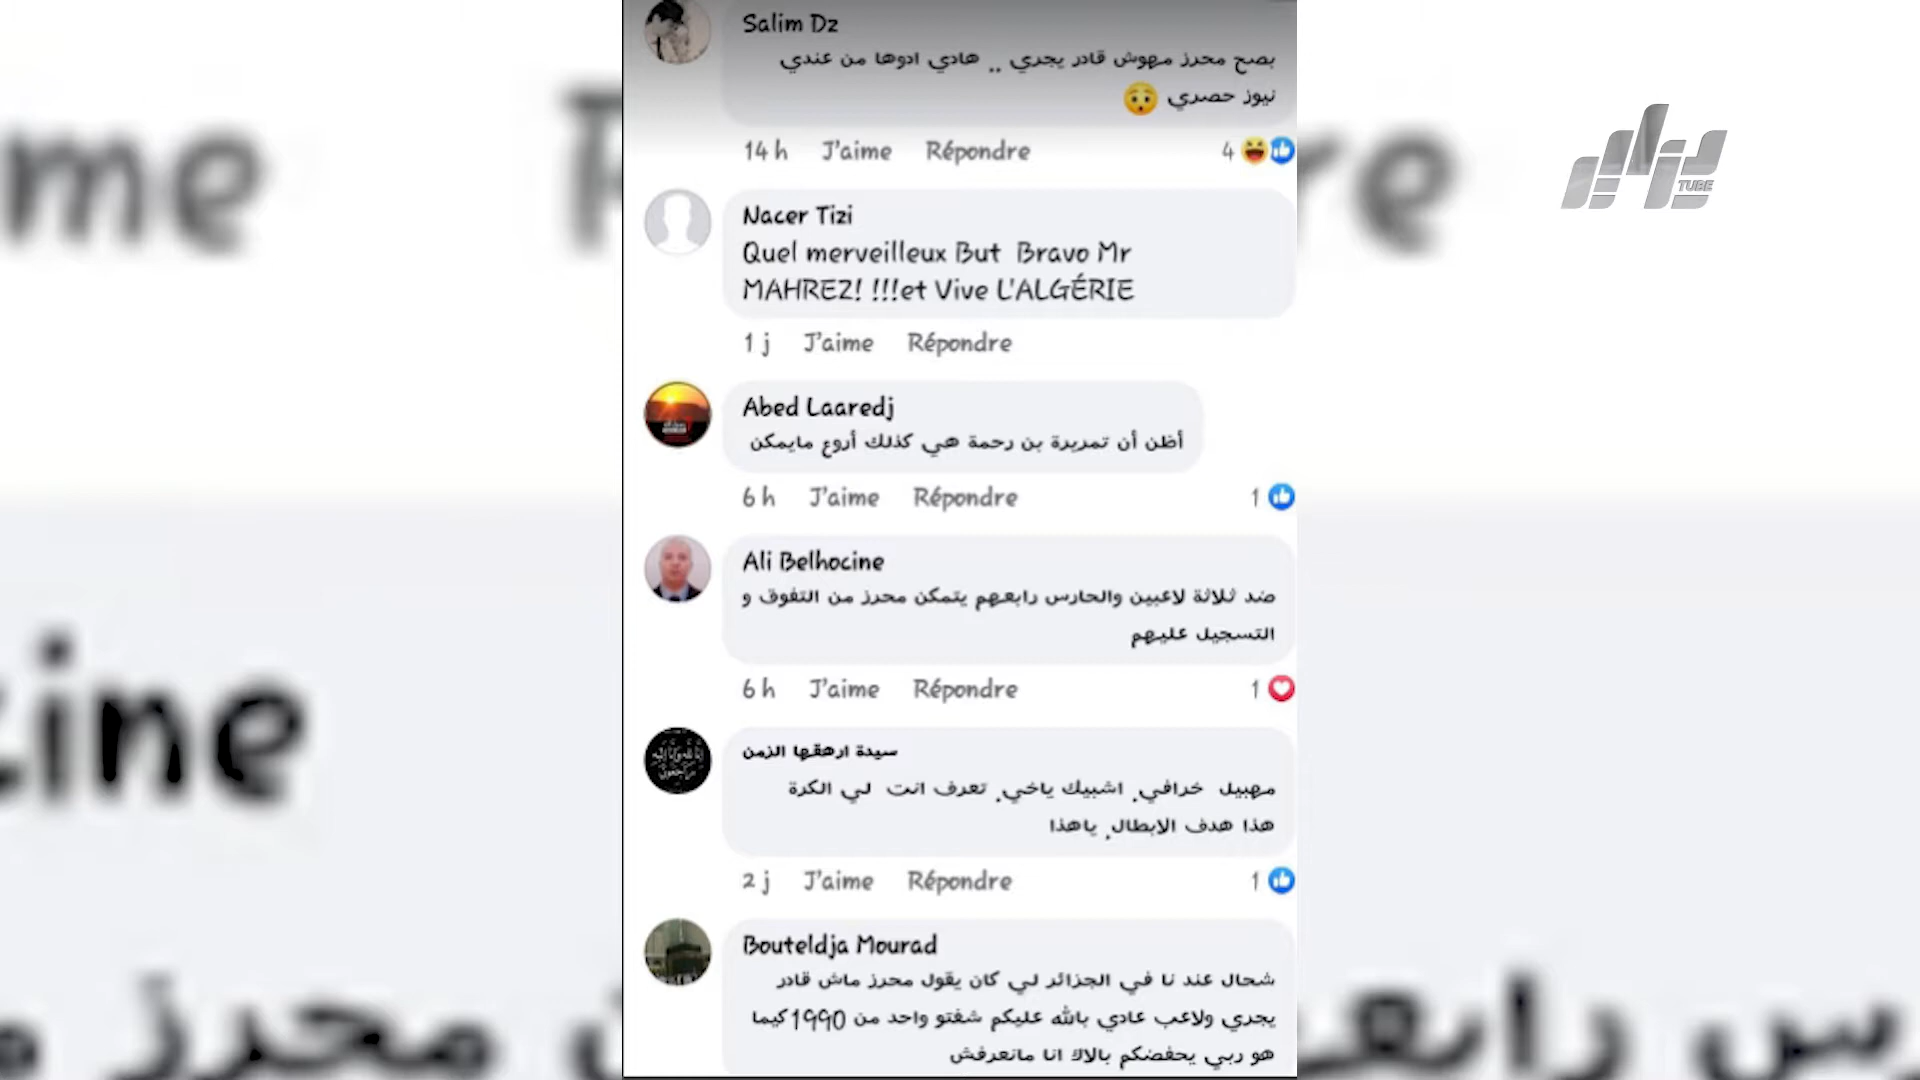 Salim Dz
بصح محرز مهوش قادر يجري .. هادي ادوها من عندي
نيوز حصري 😯
14 h J'aime Répondre 4
Nacer Tizi
Quel merveilleux But Bravo Mr
MAHREZ! !!!et Vive L'ALGÉRIE
1 j J'aime Répondre
Abed Laaredj
أظن أن تمريرة بن رحمة هي كذلك أروع مايمكن
6 h J'aime Répondre 1
Ali Belhocine
ضد ثلاثة لاعبين والحارس رابعهم يتمكن محرز من التفوق و
التسجيل عليهم
6 h J'aime Répondre 1
سيدة ارهقها الزمن
مهبيل خرافي. اشبيك ياخي. تعرف انت لي الكرة
هذا هدف الابطال. ياهذا
2 j J'aime Répondre 1
Bouteldja Mourad
شحال عند نا في الجزائر لي كان يقول محرز ماش قادر
يجري ولاعب عادي بالله عليكم شفتو واحد من 1990 كيما
هو ربي يحفضكم بالاك انا مانعرفش
TUBE